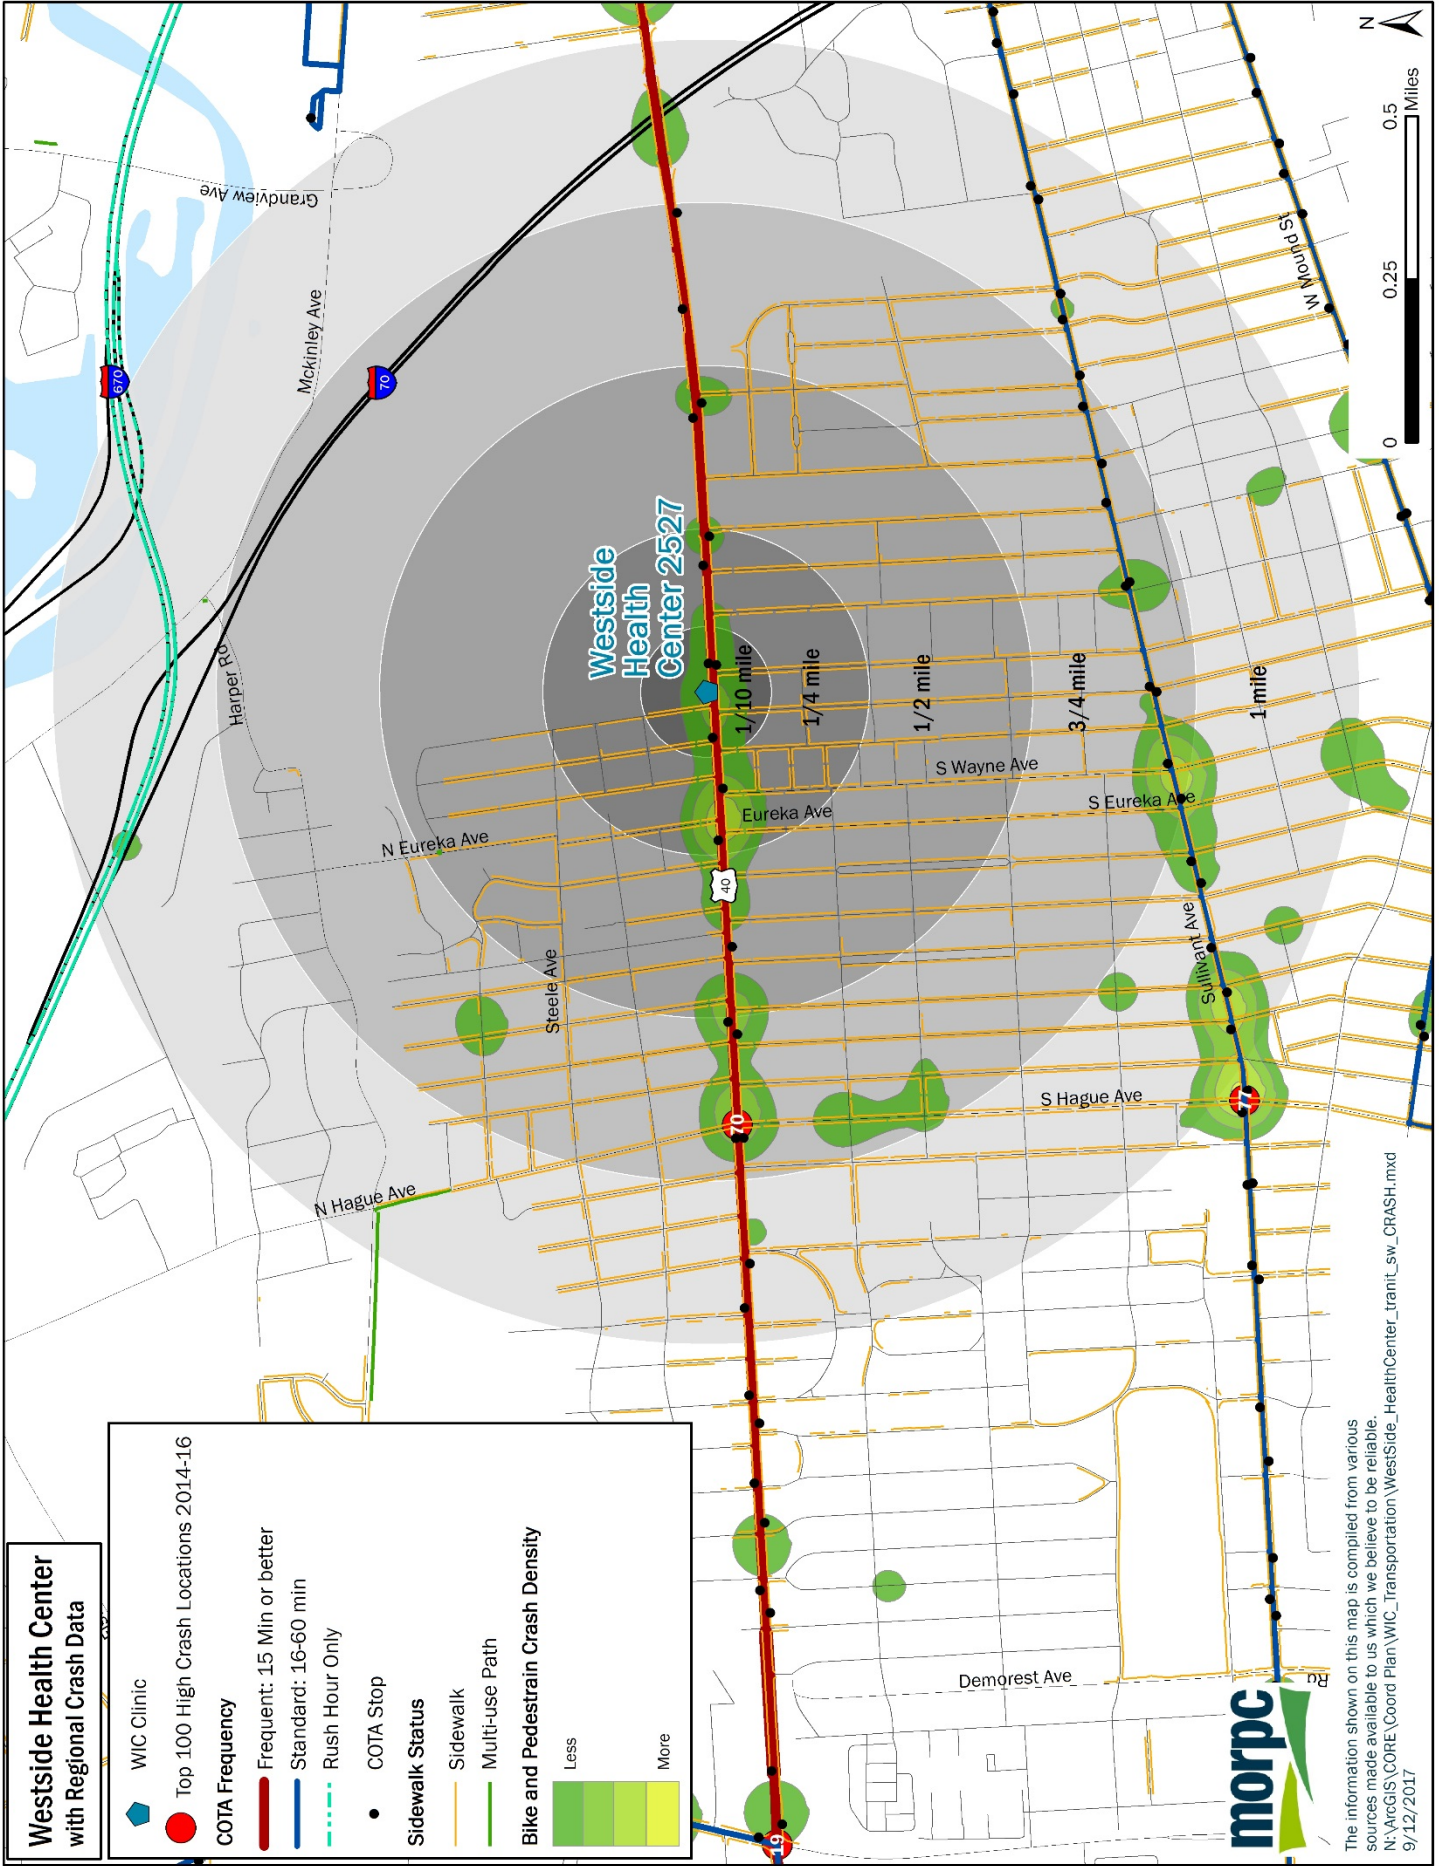 Westside Health Center
with Regional Crash Data
WIC Clinic
Top 100 High Crash Locations 2014-16
COTA Frequency
Frequent: 15 Min or better
Standard: 16-60 min
Rush Hour Only
COTA Stop
Sidewalk Status
Sidewalk
Multi-use Path
Bike and Pedestrain Crash Density
Less
More
670
70
Grandview Ave
Mckinley Ave
Harper Rd
N Eureka Ave
Steele Ave
N Hague Ave
Westside
Health
Center 2527
1/10 mile
1/4 mile
1/2 mile
3/4 mile
1 mile
40
Eureka Ave
S Wayne Ave
S Eureka Ave
Sullivant Ave
S Hague Ave
W Mound St
Demorest Ave
70
77
19
N
0
0.25
0.5
Miles
morpc
The information shown on this map is compiled from various
sources made available to us which we believe to be reliable.
N:\ArcGIS\CORE\Coord Plan\WIC_Transportation\WestSide_HealthCenter_tranit_sw_CRASH.mxd
9/12/2017